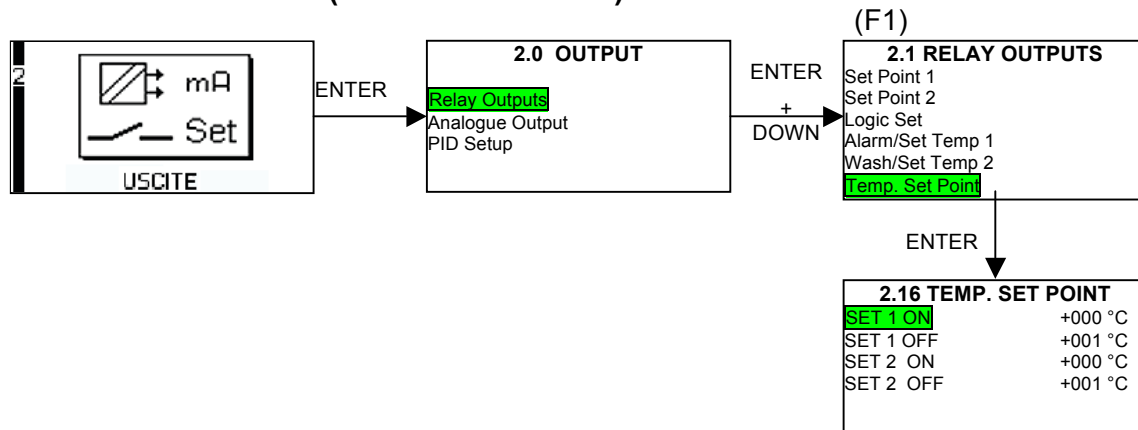 (F1)
2
mA
Set
USCITE
ENTER
2.0 OUTPUT
Relay Outputs
Analogue Output
PID Setup
ENTER
+
DOWN
2.1 RELAY OUTPUTS
Set Point 1
Set Point 2
Logic Set
Alarm/Set Temp 1
Wash/Set Temp 2
Temp. Set Point
ENTER
2.16 TEMP. SET POINT
SET 1 ON +000 °C
SET 1 OFF +001 °C
SET 2 ON +000 °C
SET 2 OFF +001 °C